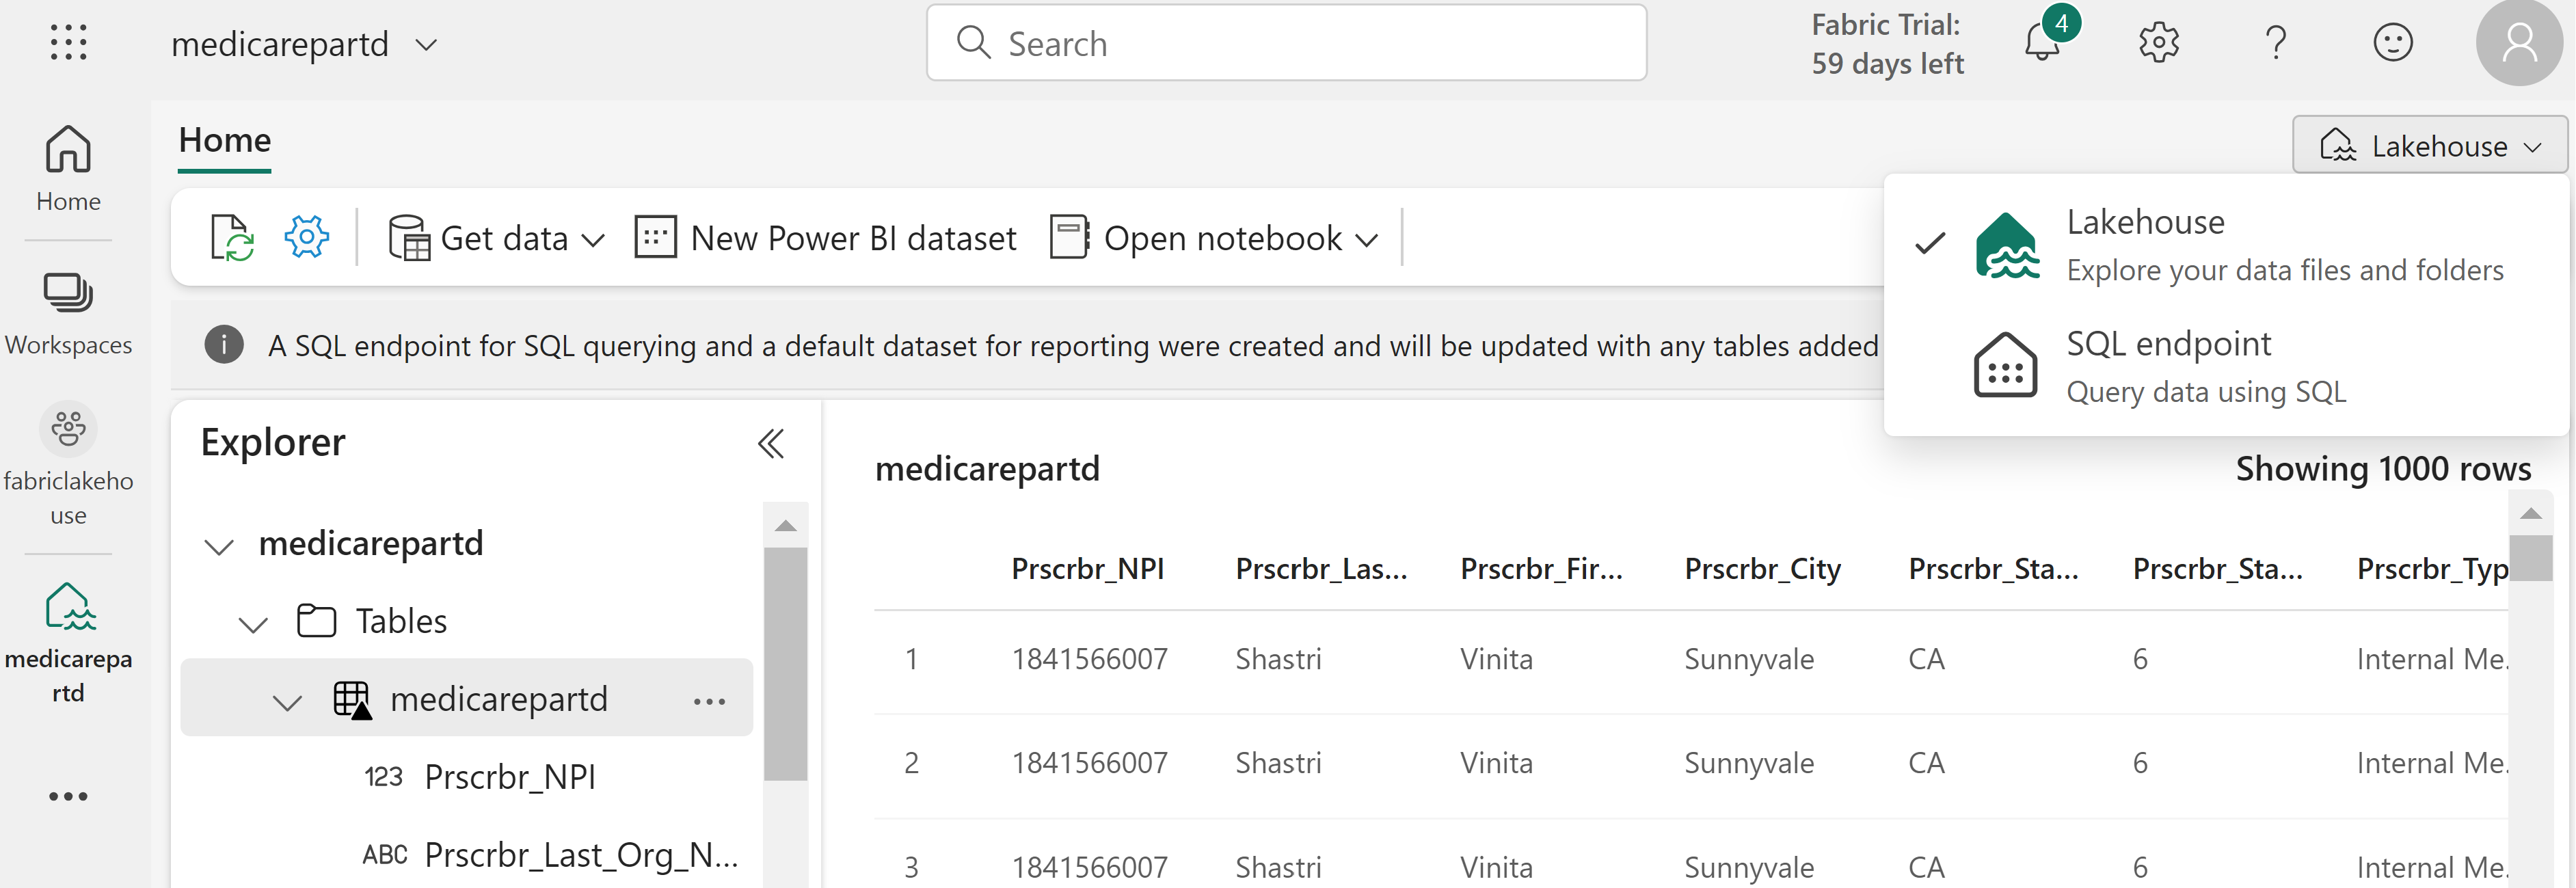 medicarepartd
Search
Fabric Trial:
59 days left
4
Home
Workspaces
fabriclakeho
use
medicarepa
rtd
Home
Lakehouse
Get data
New Power BI dataset
Open notebook
Lakehouse
Explore your data files and folders
SQL endpoint
Query data using SQL
A SQL endpoint for SQL querying and a default dataset for reporting were created and will be updated with any tables added
Explorer
medicarepartd
Tables
medicarepartd
123 Prscrbr_NPI
ABC Prscrbr_Last_Org_N...
medicarepartd
Showing 1000 rows
Prscrbr_NPI Prscrbr_Las... Prscrbr_Fir... Prscrbr_City Prscrbr_Sta... Prscrbr_Sta... Prscrbr_Typ
1 1841566007 Shastri Vinita Sunnyvale CA 6 Internal Me.
2 1841566007 Shastri Vinita Sunnyvale CA 6 Internal Me.
3 1841566007 Shastri Vinita Sunnyvale CA 6 Internal Me.